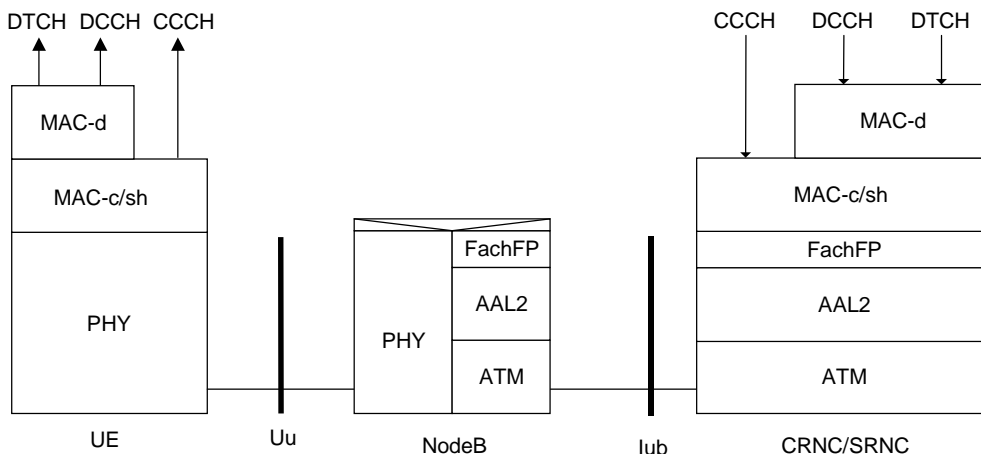 DTCH DCCH CCCH
CCCH DCCH DTCH
MAC-d
MAC-d
MAC-c/sh
MAC-c/sh
FachFP
FachFP
PHY
PHY
AAL2
AAL2
ATM
ATM
UE
Uu
NodeB
Iub
CRNC/SRNC